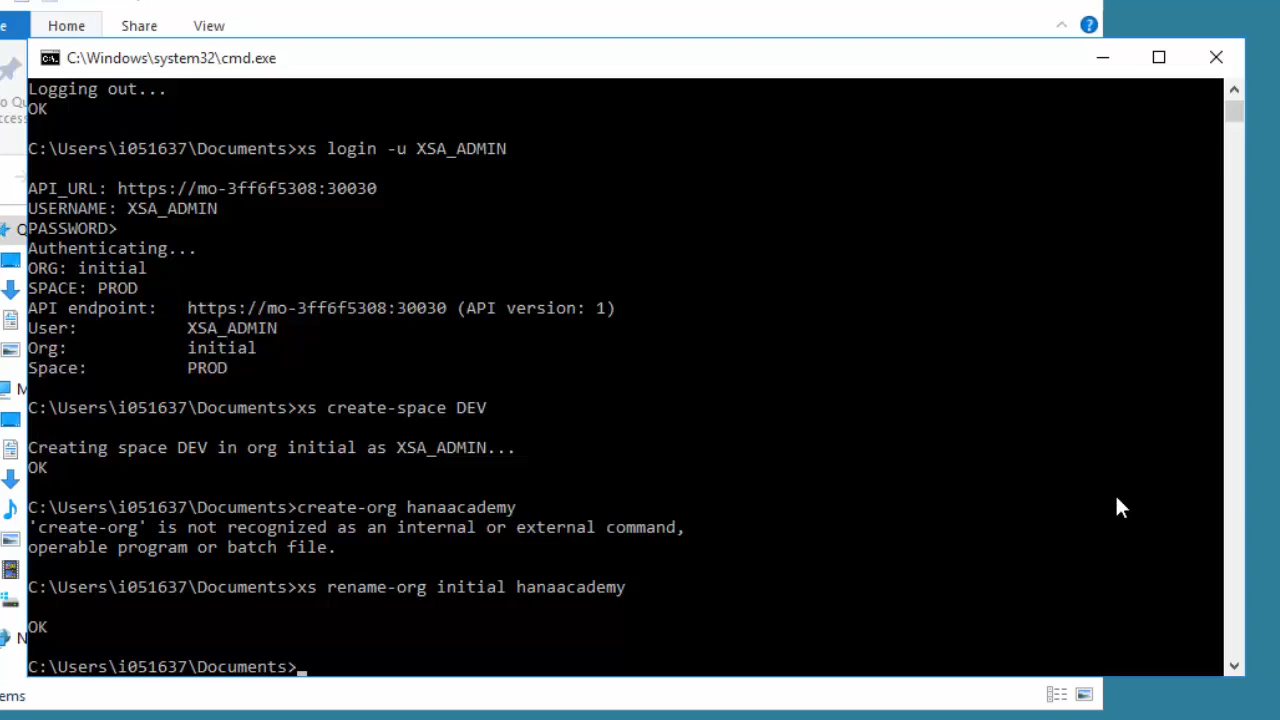 Home
Share
View
C:\Windows\system32\cmd.exe
Logging out...
OK
C:\Users\i051637\Documents>xs login -u XSA_ADMIN
API_URL: https://mo-3ff6f5308:30030
USERNAME: XSA_ADMIN
PASSWORD>
Authenticating...
ORG: initial
SPACE: PROD
API endpoint: https://mo-3ff6f5308:30030 (API version: 1)
User: XSA_ADMIN
Org: initial
Space: PROD
C:\Users\i051637\Documents>xs create-space DEV
Creating space DEV in org initial as XSA_ADMIN...
OK
C:\Users\i051637\Documents>create-org hanaacademy
'create-org' is not recognized as an internal or external command,
operable program or batch file.
C:\Users\i051637\Documents>xs rename-org initial hanaacademy
OK
C:\Users\i051637\Documents>_